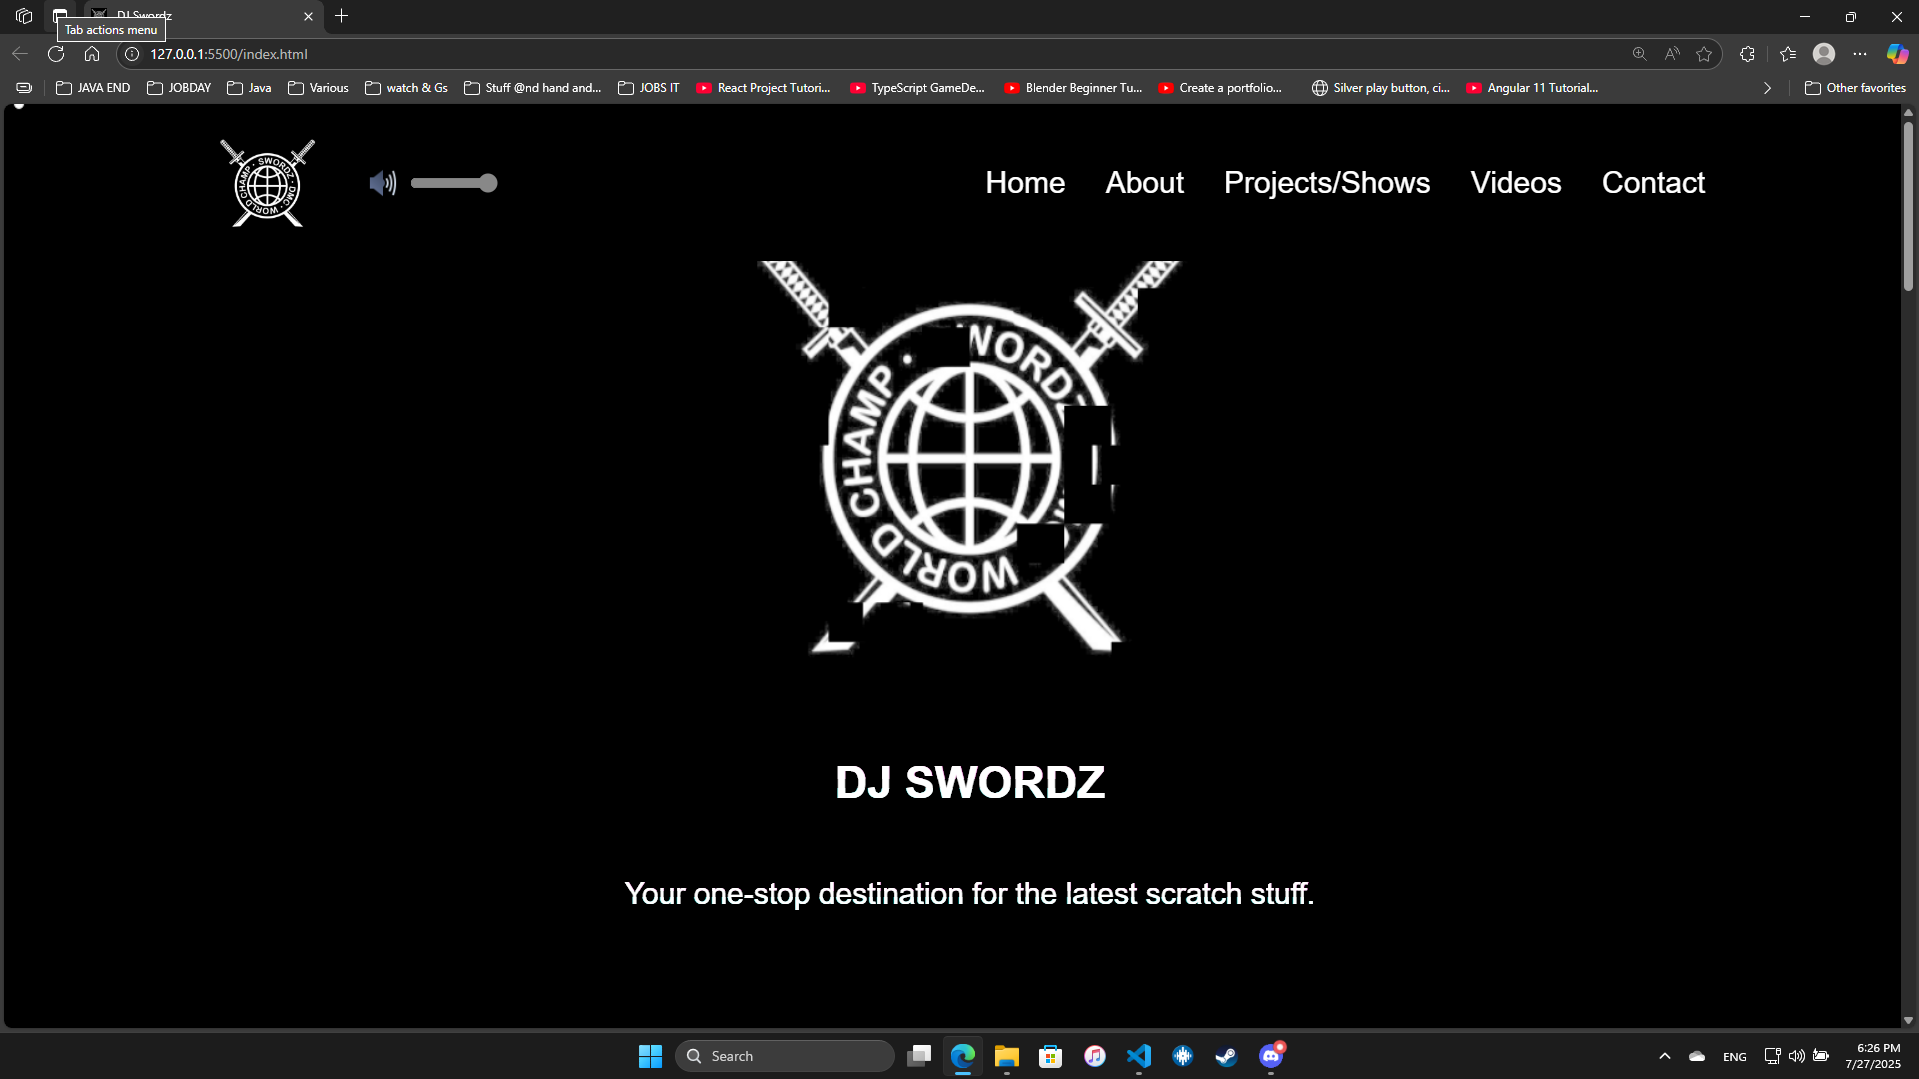 DJ Swordz
Tab actions menu
127.0.0.1:5500/index.html
JAVA END JOBDAY Java Various watch & Gs Stuff @nd hand and... JOBS IT React Project Tutori... TypeScript GameDe... Blender Beginner Tu... Create a portfolio... Silver play button, ci... Angular 11 Tutorial... Other favorites
SWORDZ · DMC · WORLD CHAMP ·
Home About Projects/Shows Videos Contact
WORDZ
WORLD CHAMP ·
DJ SWORDZ
Your one-stop destination for the latest scratch stuff.
Search
ENG
6:26 PM
7/27/2025